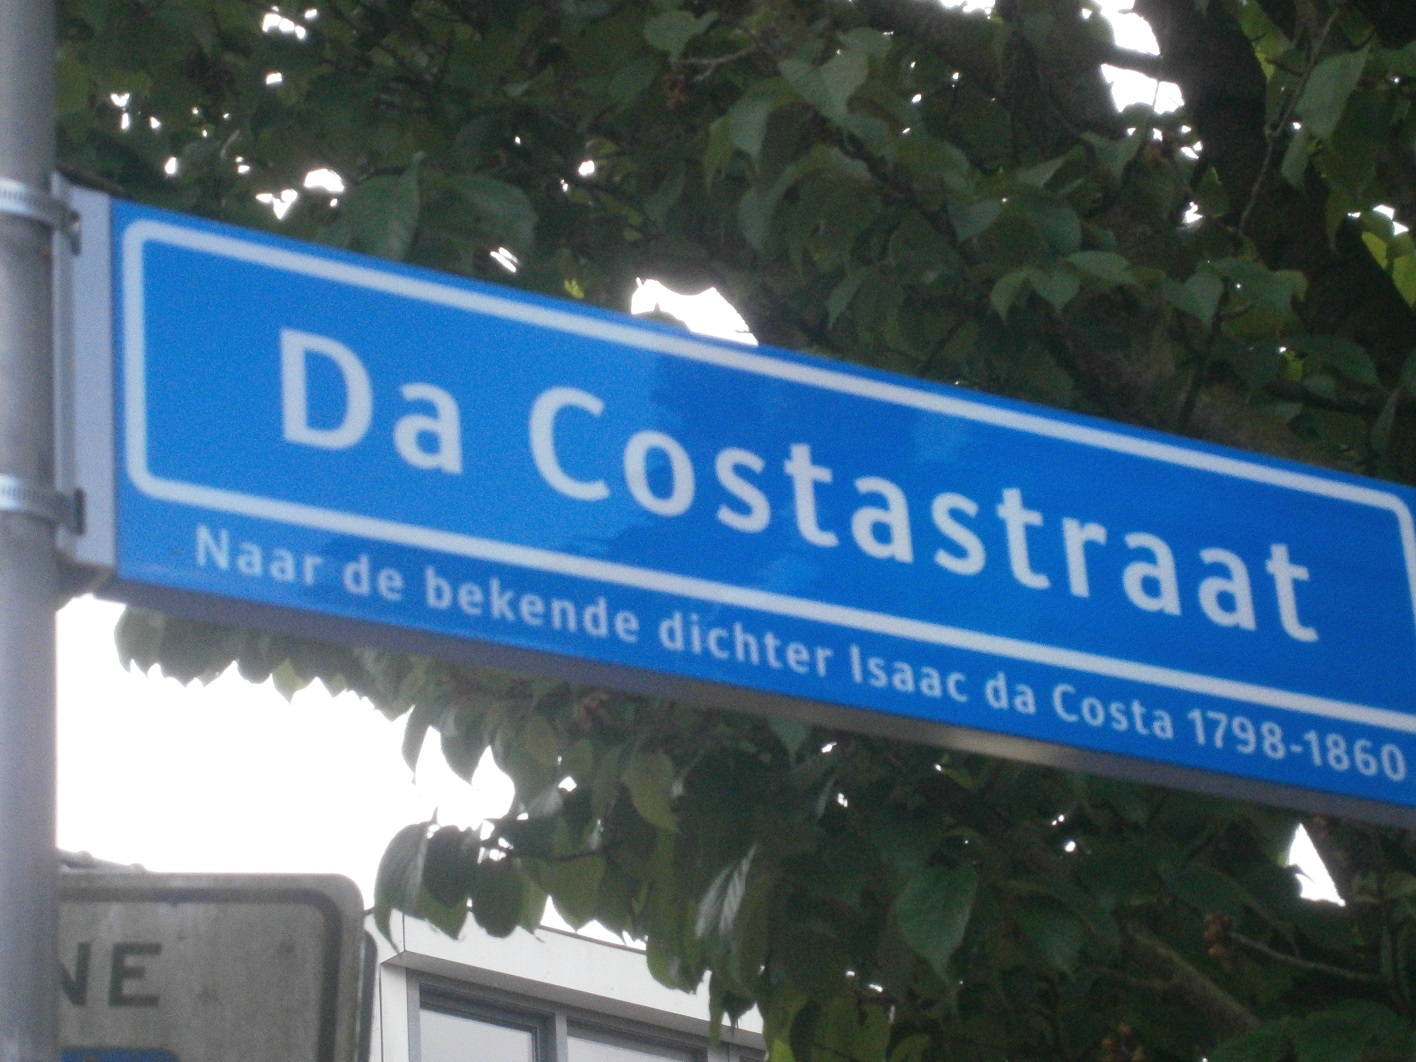 Da Costastraat
Naar de bekende dichter Isaac da Costa 1798-1860
NE